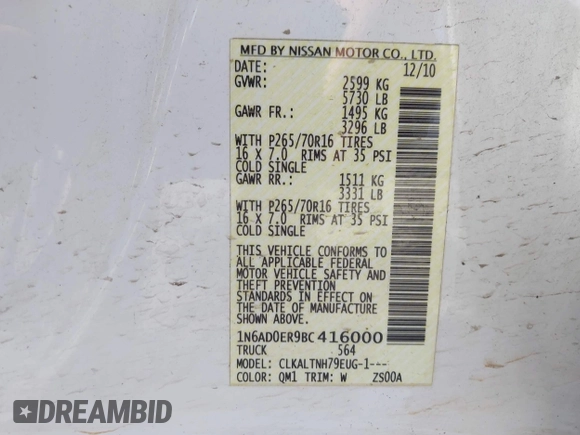 MFD BY NISSAN MOTOR CO., LTD.
DATE: 12/10
GVWR: 2599 KG
5730 LB
GAWR FR.: 1495 KG
3296 LB
WITH P265/70R16 TIRES
16 X 7.0 RIMS AT 35 PSI
COLD SINGLE
GAWR RR.: 1511 KG
3331 LB
WITH P265/70R16 TIRES
16 X 7.0 RIMS AT 35 PSI
COLD SINGLE
THIS VEHICLE CONFORMS TO
ALL APPLICABLE FEDERAL
MOTOR VEHICLE SAFETY AND
THEFT PREVENTION
STANDARDS IN EFFECT ON
THE DATE OF MANUFACTURE
SHOWN ABOVE.
1N6AD0ER9BC416000
TRUCK 564
MODEL: CLKALTNH79EUG-1---
COLOR: QM1 TRIM: W ZS00A
© DREAMBID.COM